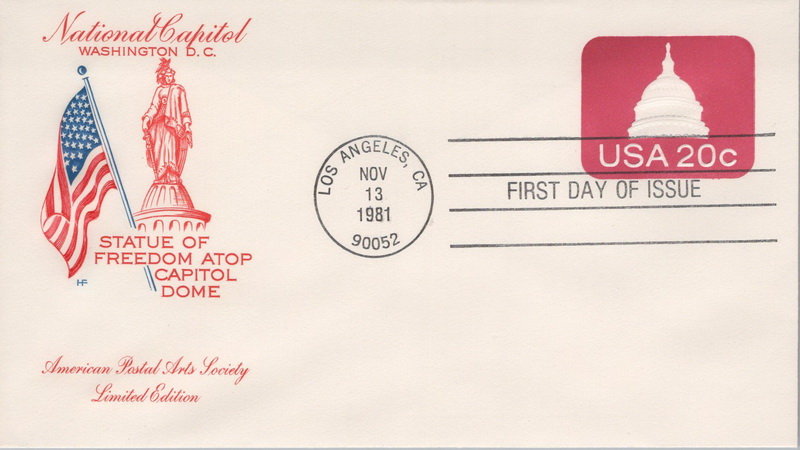 National Capitol
WASHINGTON D. C.
STATUE OF
FREEDOM ATOP
CAPITOL
DOME
HF
American Postal Arts Society
Limited Edition
LOS ANGELES, CA
NOV
13
1981
90052
USA 20c
FIRST DAY OF ISSUE